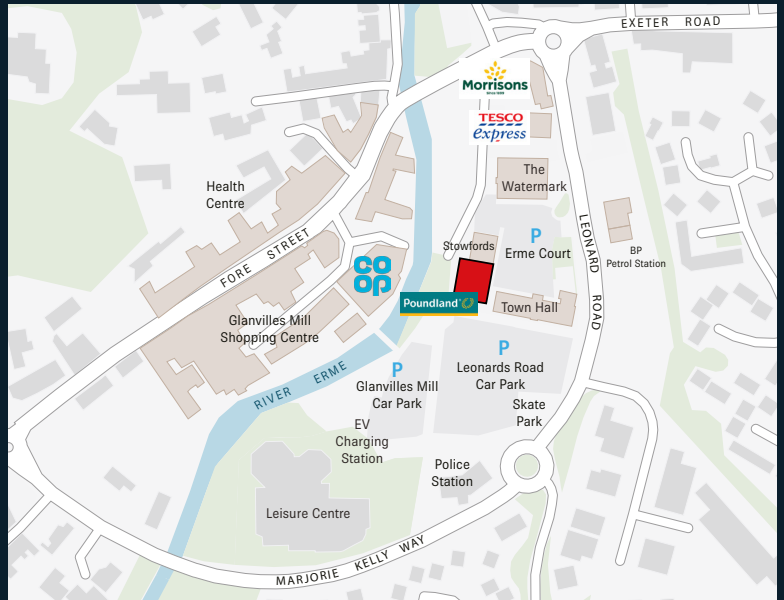 EXETER ROAD
Morrisons
TESCO
express
The
Watermark
Health
Centre
LEONARD ROAD
Stowfords
P
Erme Court
BP
Petrol Station
FORE STREET
co
op
Poundland
Town Hall
Glanvilles Mill
Shopping Centre
P
Leonards Road
Car Park
P
Glanvilles Mill
Car Park
RIVER ERME
Skate
Park
EV
Charging
Station
Police
Station
Leisure Centre
MARJORIE KELLY WAY